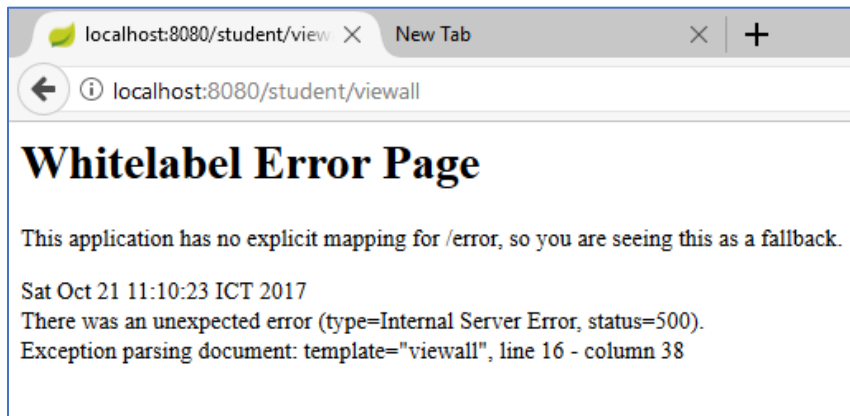 localhost:8080/student/view
New Tab
localhost:8080/student/viewall
Whitelabel Error Page
This application has no explicit mapping for /error, so you are seeing this as a fallback.
Sat Oct 21 11:10:23 ICT 2017
There was an unexpected error (type=Internal Server Error, status=500).
Exception parsing document: template="viewall", line 16 - column 38